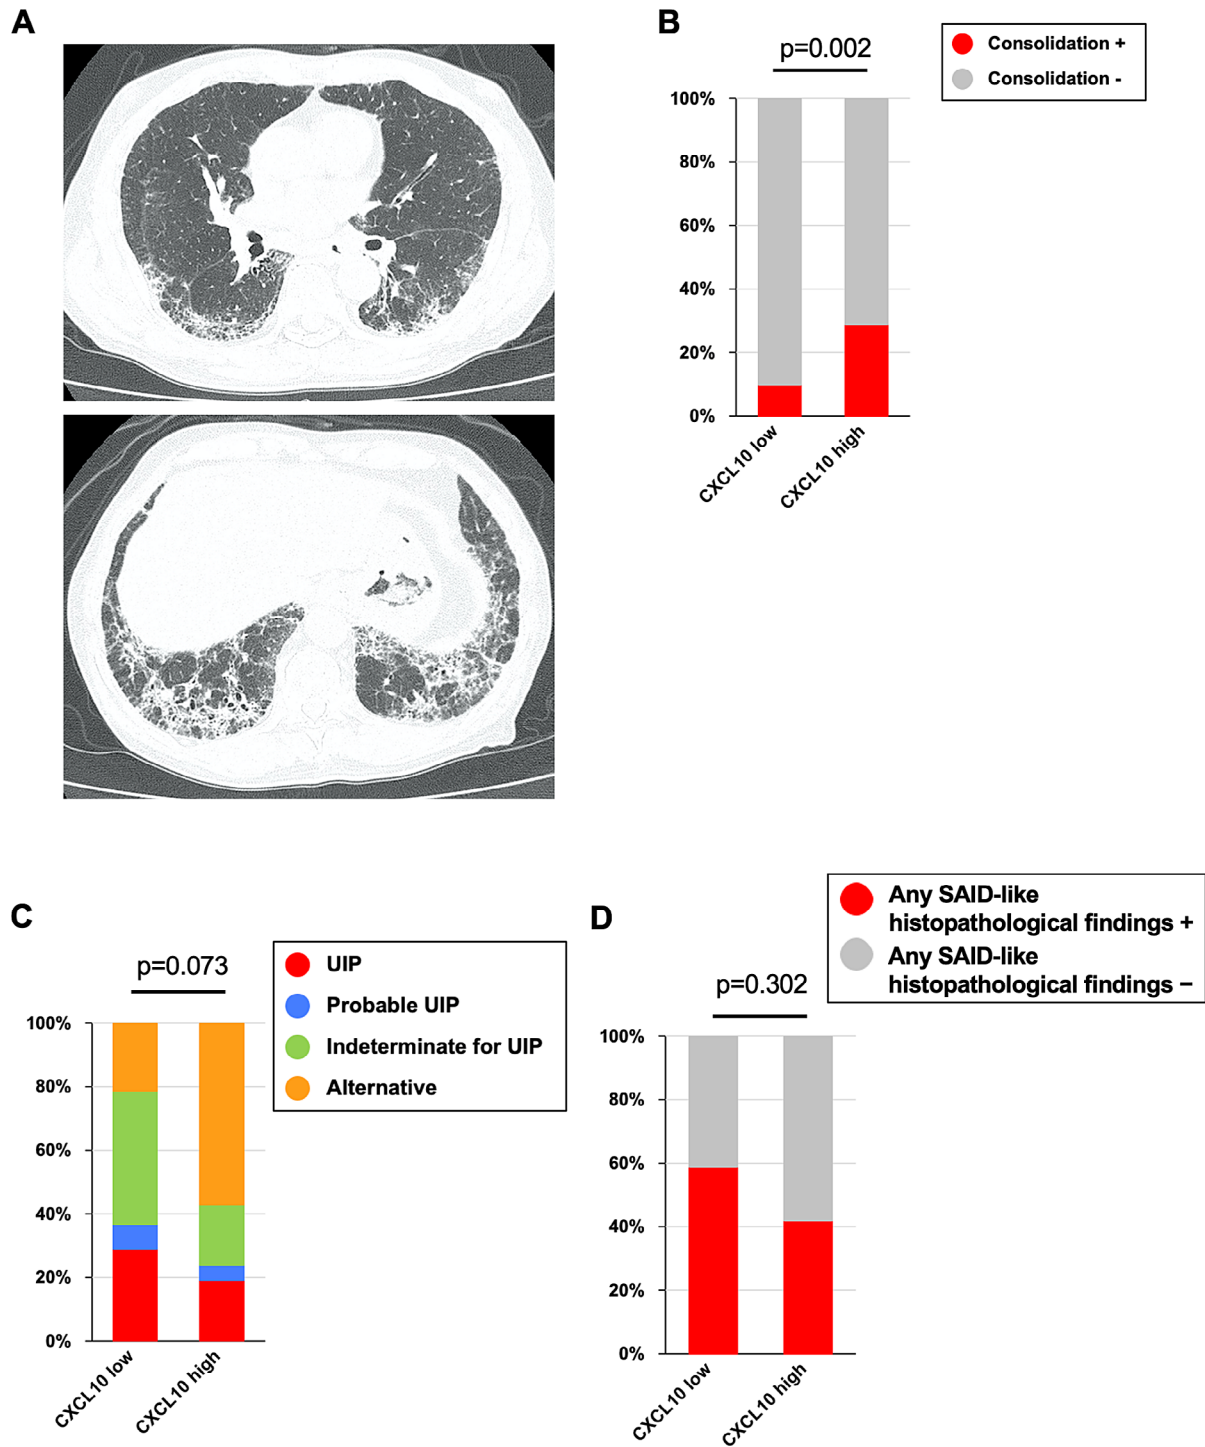 A
B
p=0.002
Consolidation +
Consolidation -
100%
80%
60%
40%
20%
0%
CXCL10 low
CXCL10 high
C
p=0.073
UIP
Probable UIP
Indeterminate for UIP
Alternative
100%
80%
60%
40%
20%
0%
CXCL10 low
CXCL10 high
D
Any SAID-like
histopathological findings +
Any SAID-like
histopathological findings −
p=0.302
100%
80%
60%
40%
20%
0%
CXCL10 low
CXCL10 high